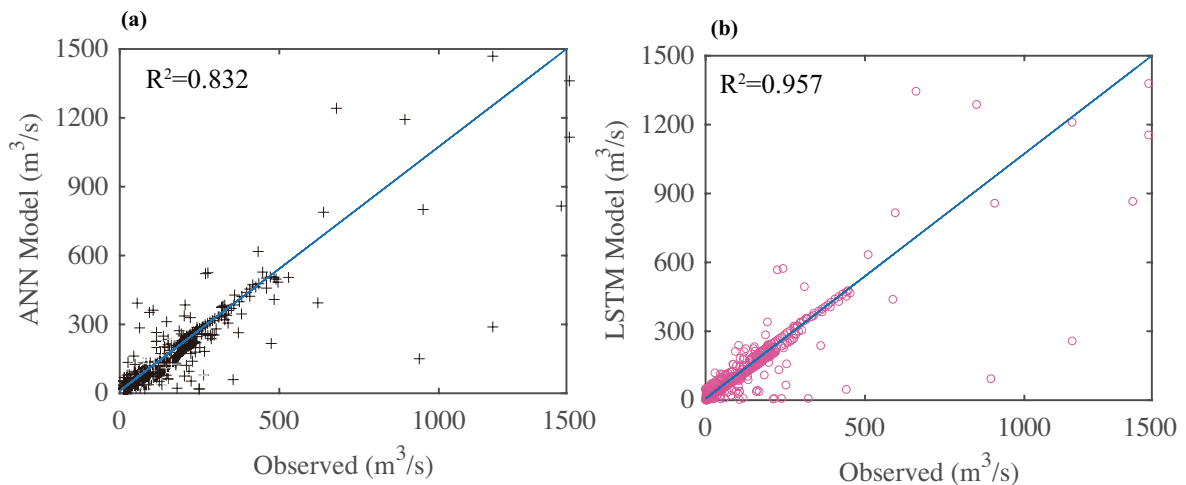 (a)
R²=0.832
ANN Model (m³/s)
1500
1200
900
600
300
0
0 500 1000 1500
Observed (m³/s)
(b)
R²=0.957
LSTM Model (m³/s)
1500
1200
900
600
300
0
0 500 1000 1500
Observed (m³/s)